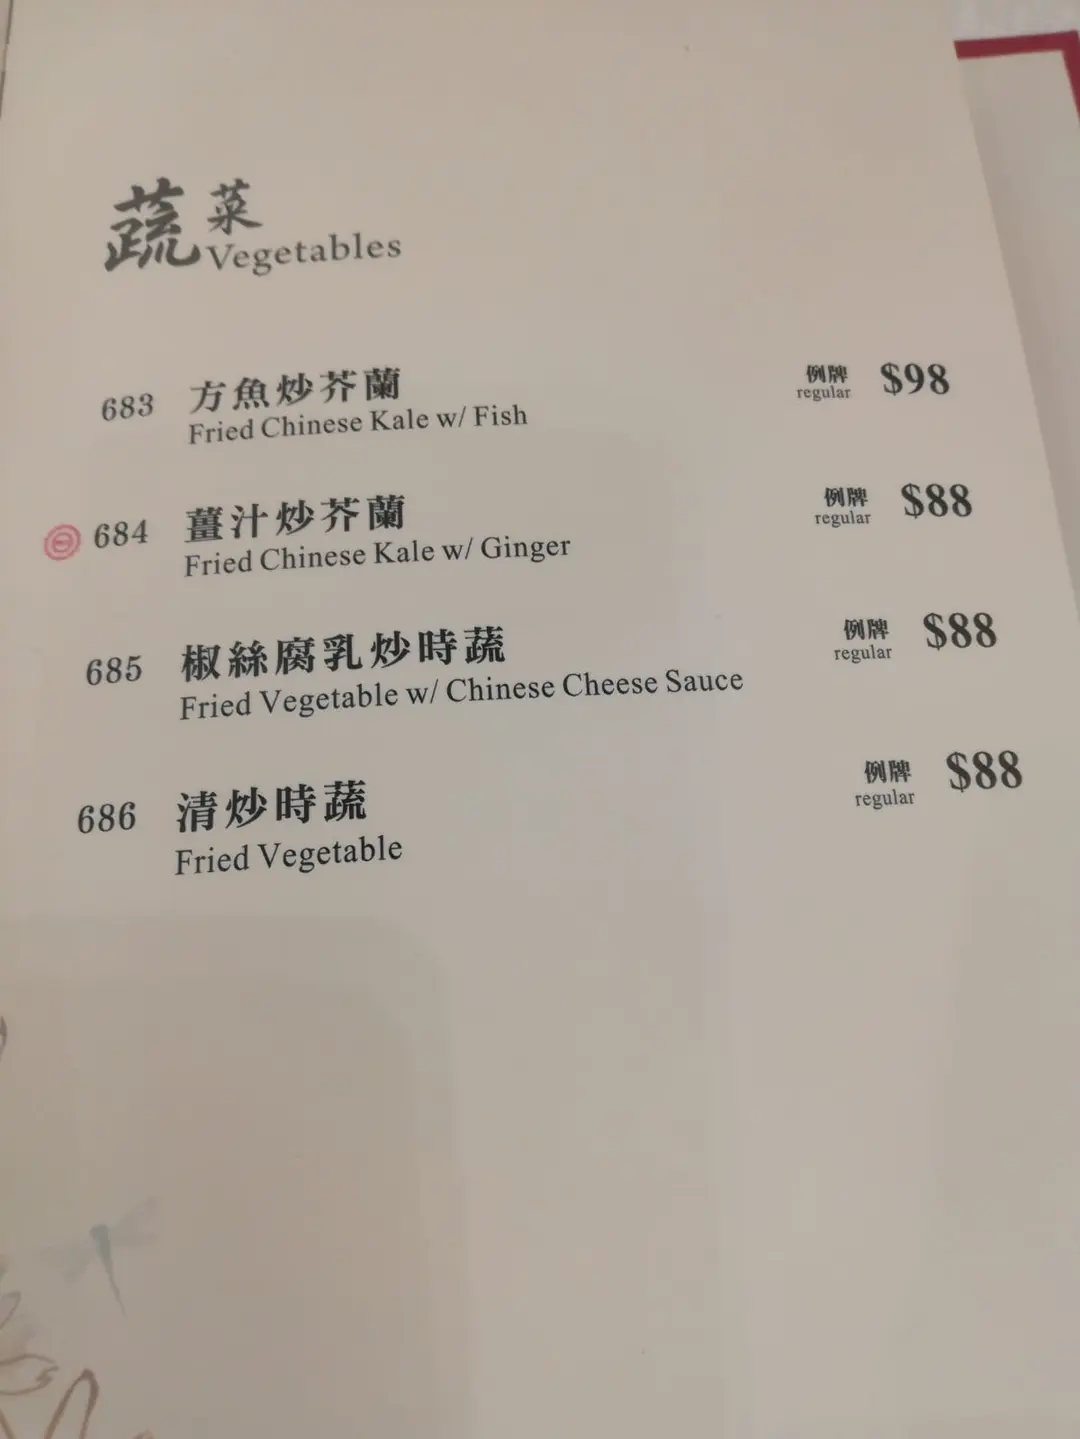 蔬菜
Vegetables
683 方魚炒芥蘭 例牌 $98
Fried Chinese Kale w/ Fish regular
684 薑汁炒芥蘭 例牌 $88
Fried Chinese Kale w/ Ginger regular
685 椒絲腐乳炒時蔬 例牌 $88
Fried Vegetable w/ Chinese Cheese Sauce regular
686 清炒時蔬 例牌 $88
Fried Vegetable regular